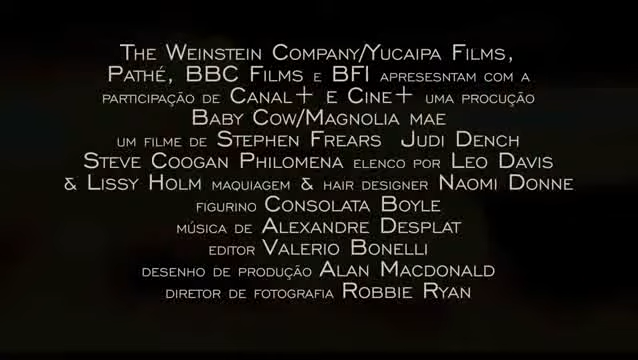 The Weinstein Company/Yucaipa Films,
Pathé, BBC Films e BFI apresesntam com a
participação de Canal+ e Cine+ uma procução
Baby Cow/Magnolia mae
um filme de Stephen Frears Judi Dench
Steve Coogan Philomena elenco por Leo Davis
& Lissy Holm maquiagem & hair designer Naomi Donne
figurino Consolata Boyle
música de Alexandre Desplat
editor Valerio Bonelli
desenho de produção Alan Macdonald
diretor de fotografia Robbie Ryan